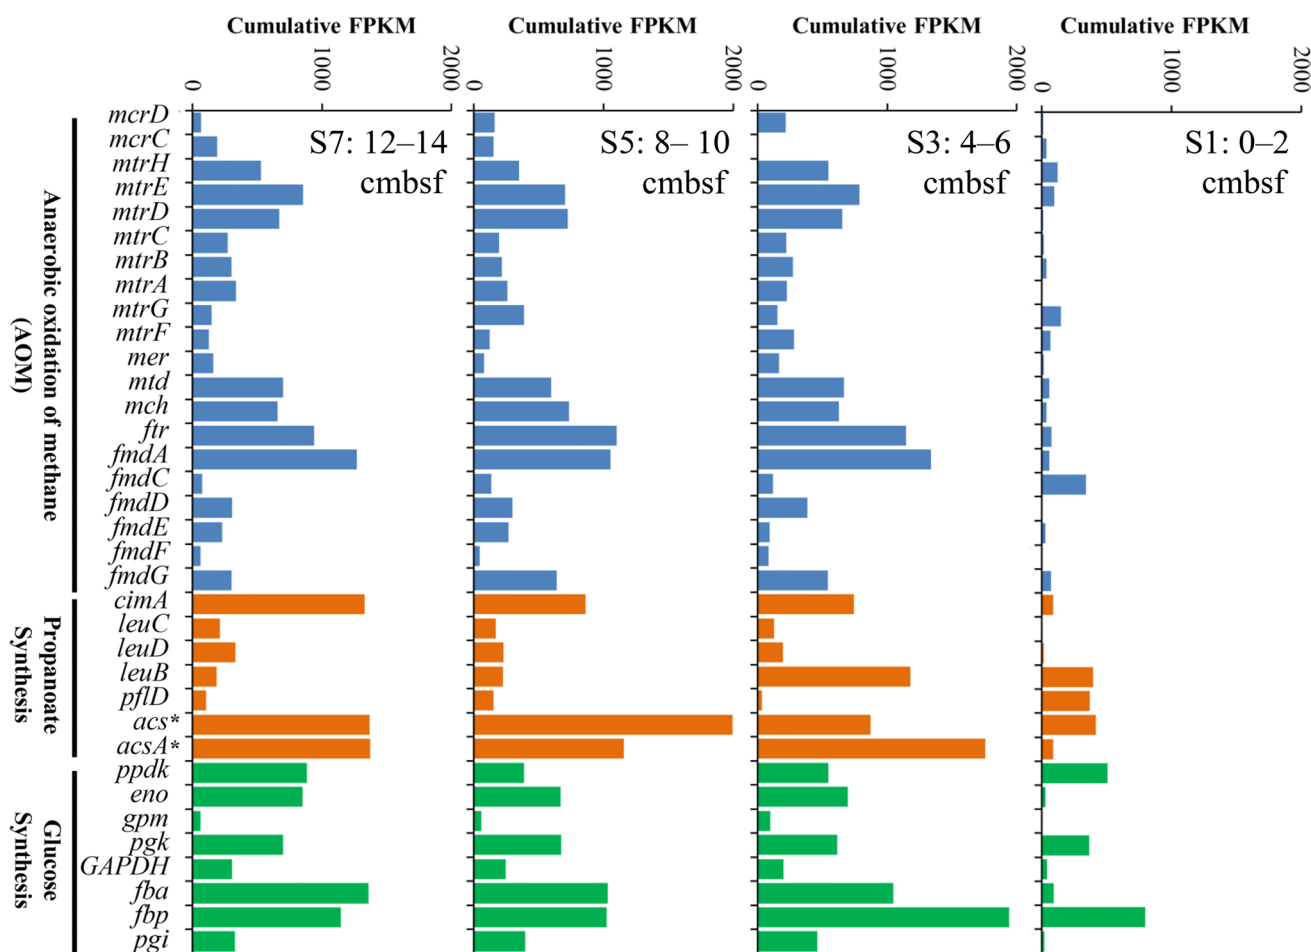 Cumulative FPKM
Cumulative FPKM
Cumulative FPKM
Cumulative FPKM
0
1000
2000
0
1000
2000
0
1000
2000
0
1000
2000
S7: 12–14
cmbsf
S5: 8– 10
cmbsf
S3: 4–6
cmbsf
S1: 0–2
cmbsf
Anaerobic oxidation of methane
(AOM)
mcrD
mcrC
mtrH
mtrE
mtrD
mtrC
mtrB
mtrA
mtrG
mtrF
mer
mtd
mch
ftr
fmdA
fmdC
fmdD
fmdE
fmdF
fmdG
Propanoate
Synthesis
cimA
leuC
leuD
leuB
pflD
acs*
acsA*
Glucose
Synthesis
ppdk
eno
gpm
pgk
GAPDH
fba
fbp
pgi